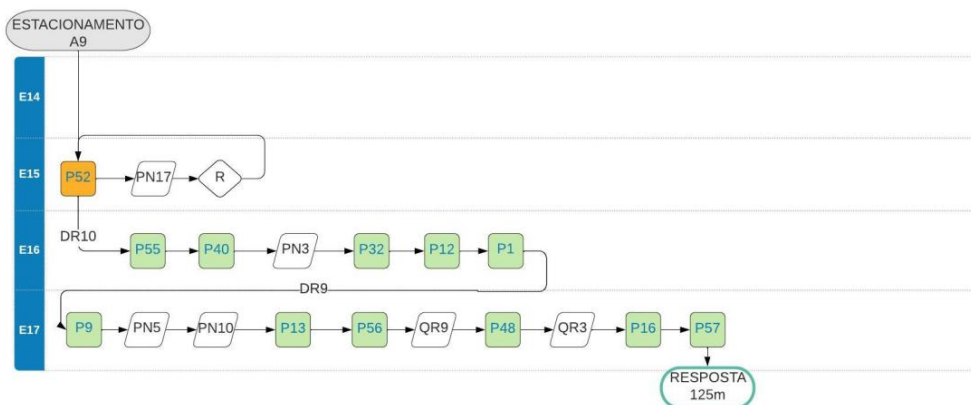 ESTACIONAMENTO
A9
E14
E15
P52
PN17
R
DR10
E16
P55
P40
PN3
P32
P12
P1
DR9
E17
P9
PN5
PN10
P13
P56
QR9
P48
QR3
P16
P57
RESPOSTA
125m